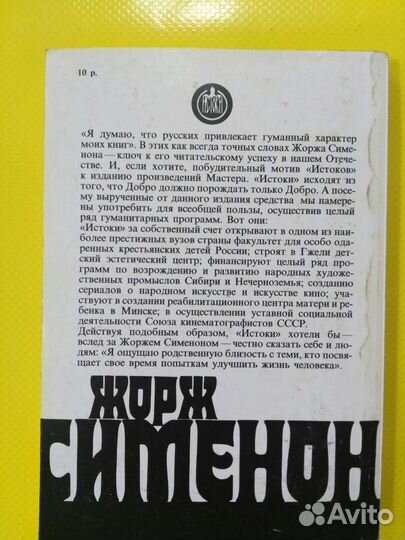 10 р.
ИСТОКИ
«Я думаю, что русских привлекает гуманный характер
моих книг». В этих как всегда точных словах Жоржа Симе-
нона — ключ к его читательскому успеху в нашем Отече-
стве. И, если хотите, побудительный мотив «Истоков»
к изданию произведений Мастера. «Истоки» исходят из
того, что Добро должно порождать только Добро. А посе-
му вырученные от данного издания средства мы намере-
ны употребить для всеобщей пользы, осуществив целый
ряд гуманитарных программ. Вот они:
«Истоки» за собственный счет открывают в одном из наи-
более престижных вузов страны факультет для особо ода-
ренных крестьянских детей России; строят в Гжели дет-
ский эстетический центр; финансируют целый ряд про-
грамм по возрождению и развитию народных художе-
ственных промыслов Сибири и Нечерноземья; созданию
сериалов о народном искусстве и искусстве кино; уча-
ствуют в создании реабилитационного центра матери и ре-
бенка в Минске; в осуществлении уставной социальной
деятельности Союза кинематографистов СССР.
Действуя подобным образом, «Истоки» хотели бы —
вслед за Жоржем Сименоном — честно сказать себе и лю-
дям: «Я ощущаю родственную близость с теми, кто посвя-
щает свое время попыткам улучшить жизнь человека».
ЖОРЖ
СИМЕНОН
Avito